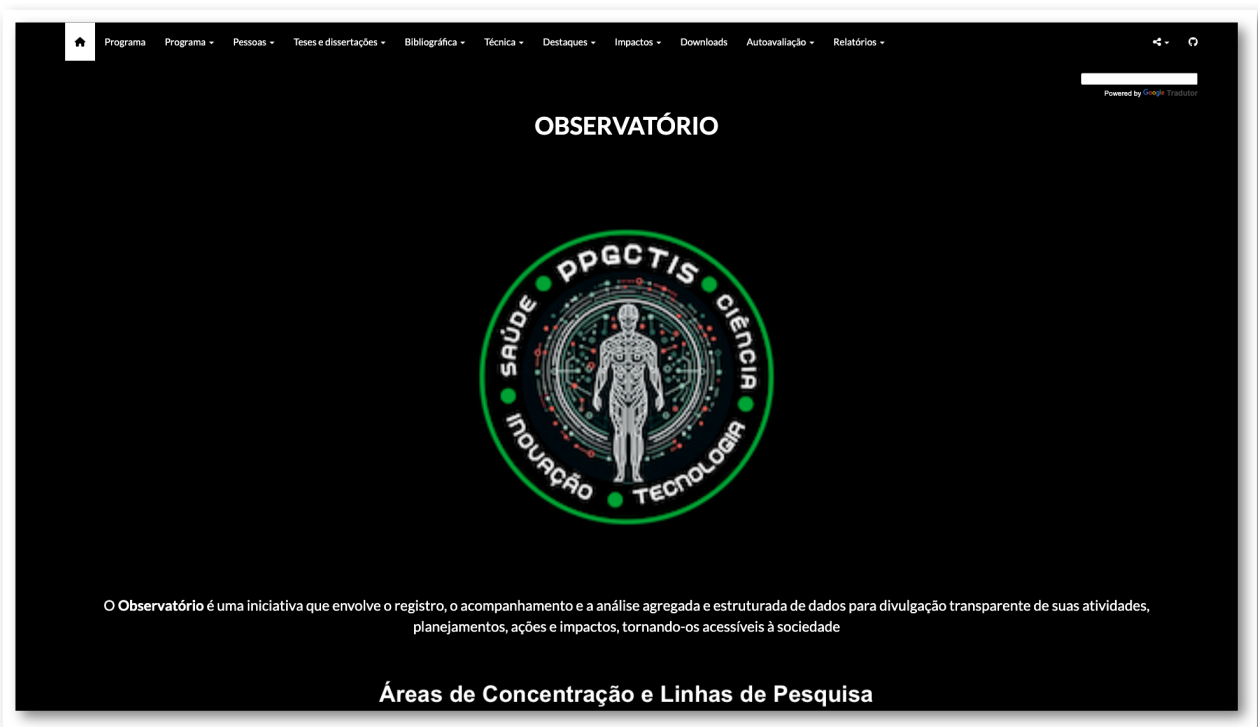 Programa Programa Pessoas Teses e dissertações Bibliográfica Técnica Destaques Impactos Downloads Autoavaliação Relatórios
Powered by Google Tradutor
OBSERVATÓRIO
PPGCTIS
SAÚDE
CIÊNCIA
INOVAÇÃO
TECNOLOGIA
O Observatório é uma iniciativa que envolve o registro, o acompanhamento e a análise agregada e estruturada de dados para divulgação transparente de suas atividades,
planejamentos, ações e impactos, tornando-os acessíveis à sociedade
Áreas de Concentração e Linhas de Pesquisa